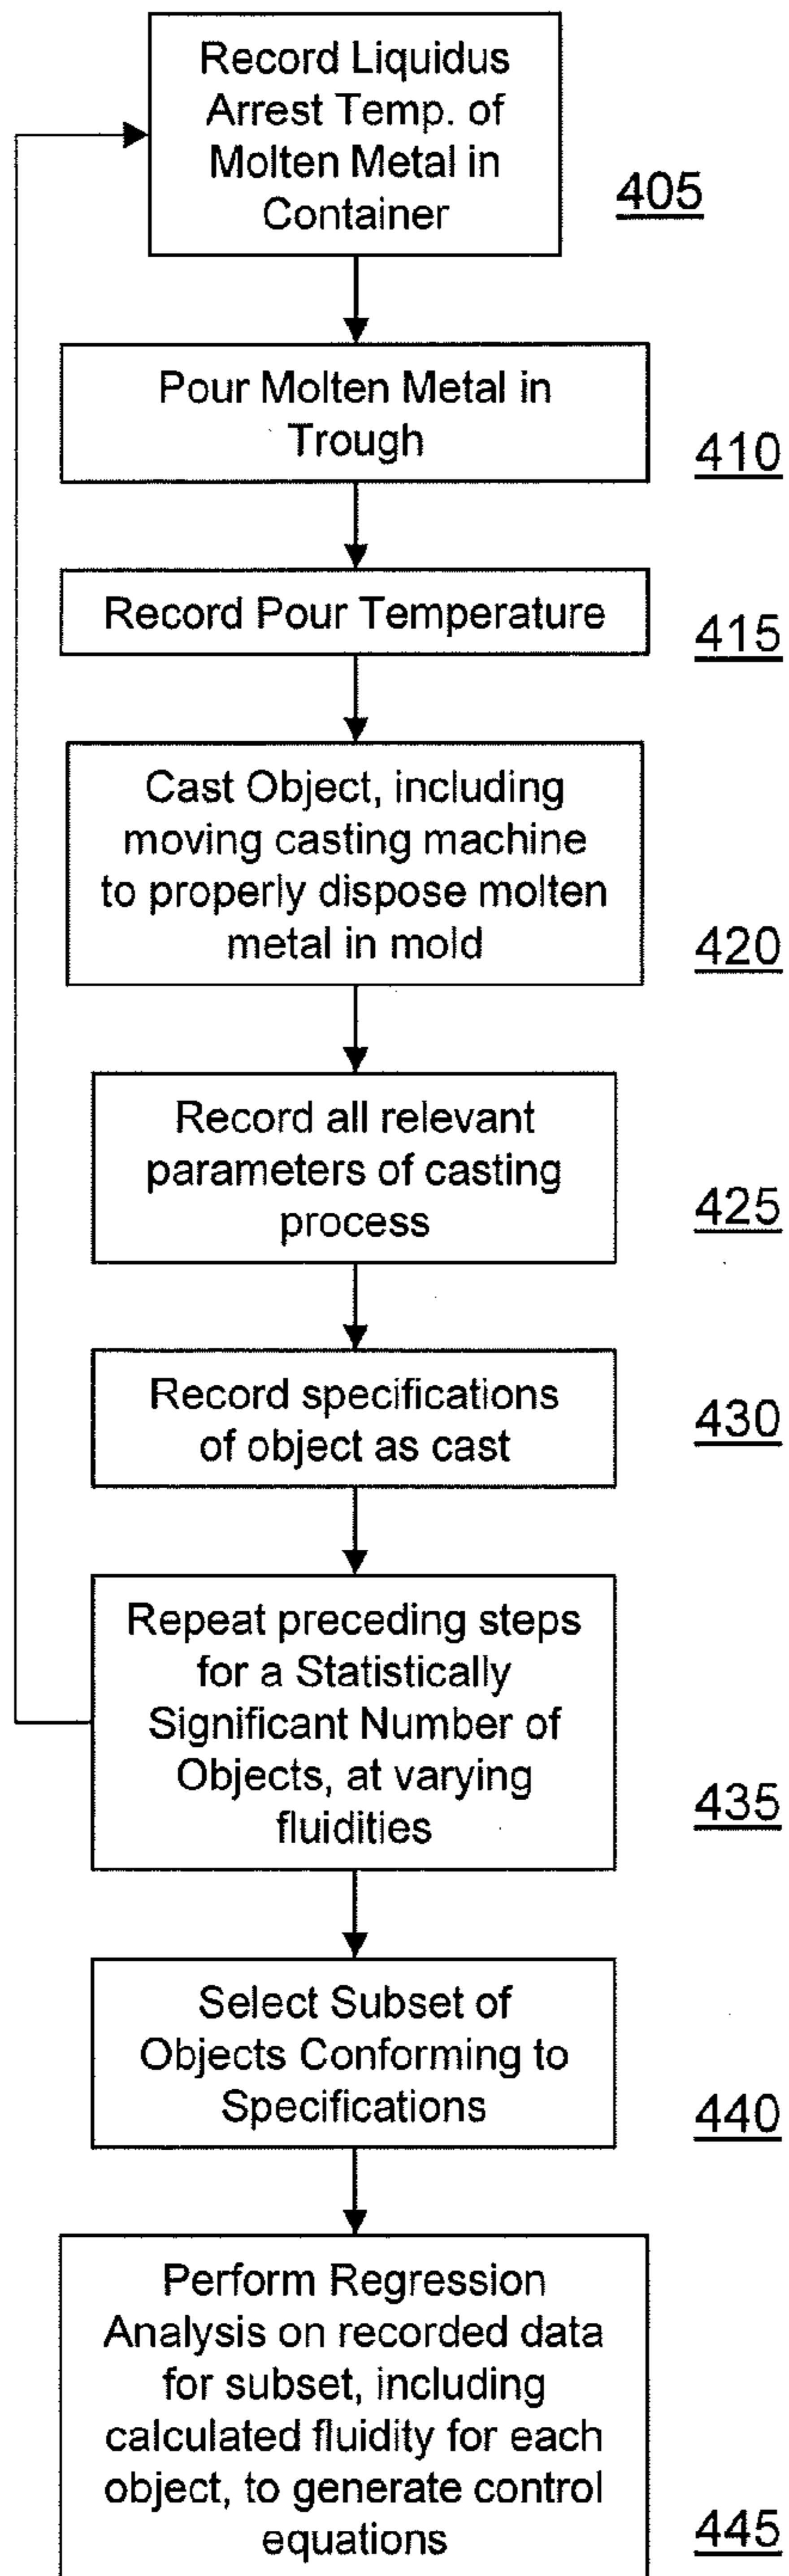 Record Liquidus
Arrest Temp. of
Molten Metal in
Container
405
Pour Molten Metal in
Trough
410
Record Pour Temperature
415
Cast Object, including
moving casting machine
to properly dispose molten
metal in mold
420
Record all relevant
parameters of casting
process
425
Record specifications
of object as cast
430
Repeat preceding steps
for a Statistically
Significant Number of
Objects, at varying
fluidities
435
Select Subset of
Objects Conforming to
Specifications
440
Perform Regression
Analysis on recorded data
for subset, including
calculated fluidity for each
object, to generate control
equations
445